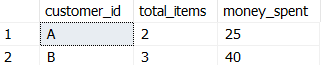 customer_id total_items money_spent
1 A 2 25
2 B 3 40